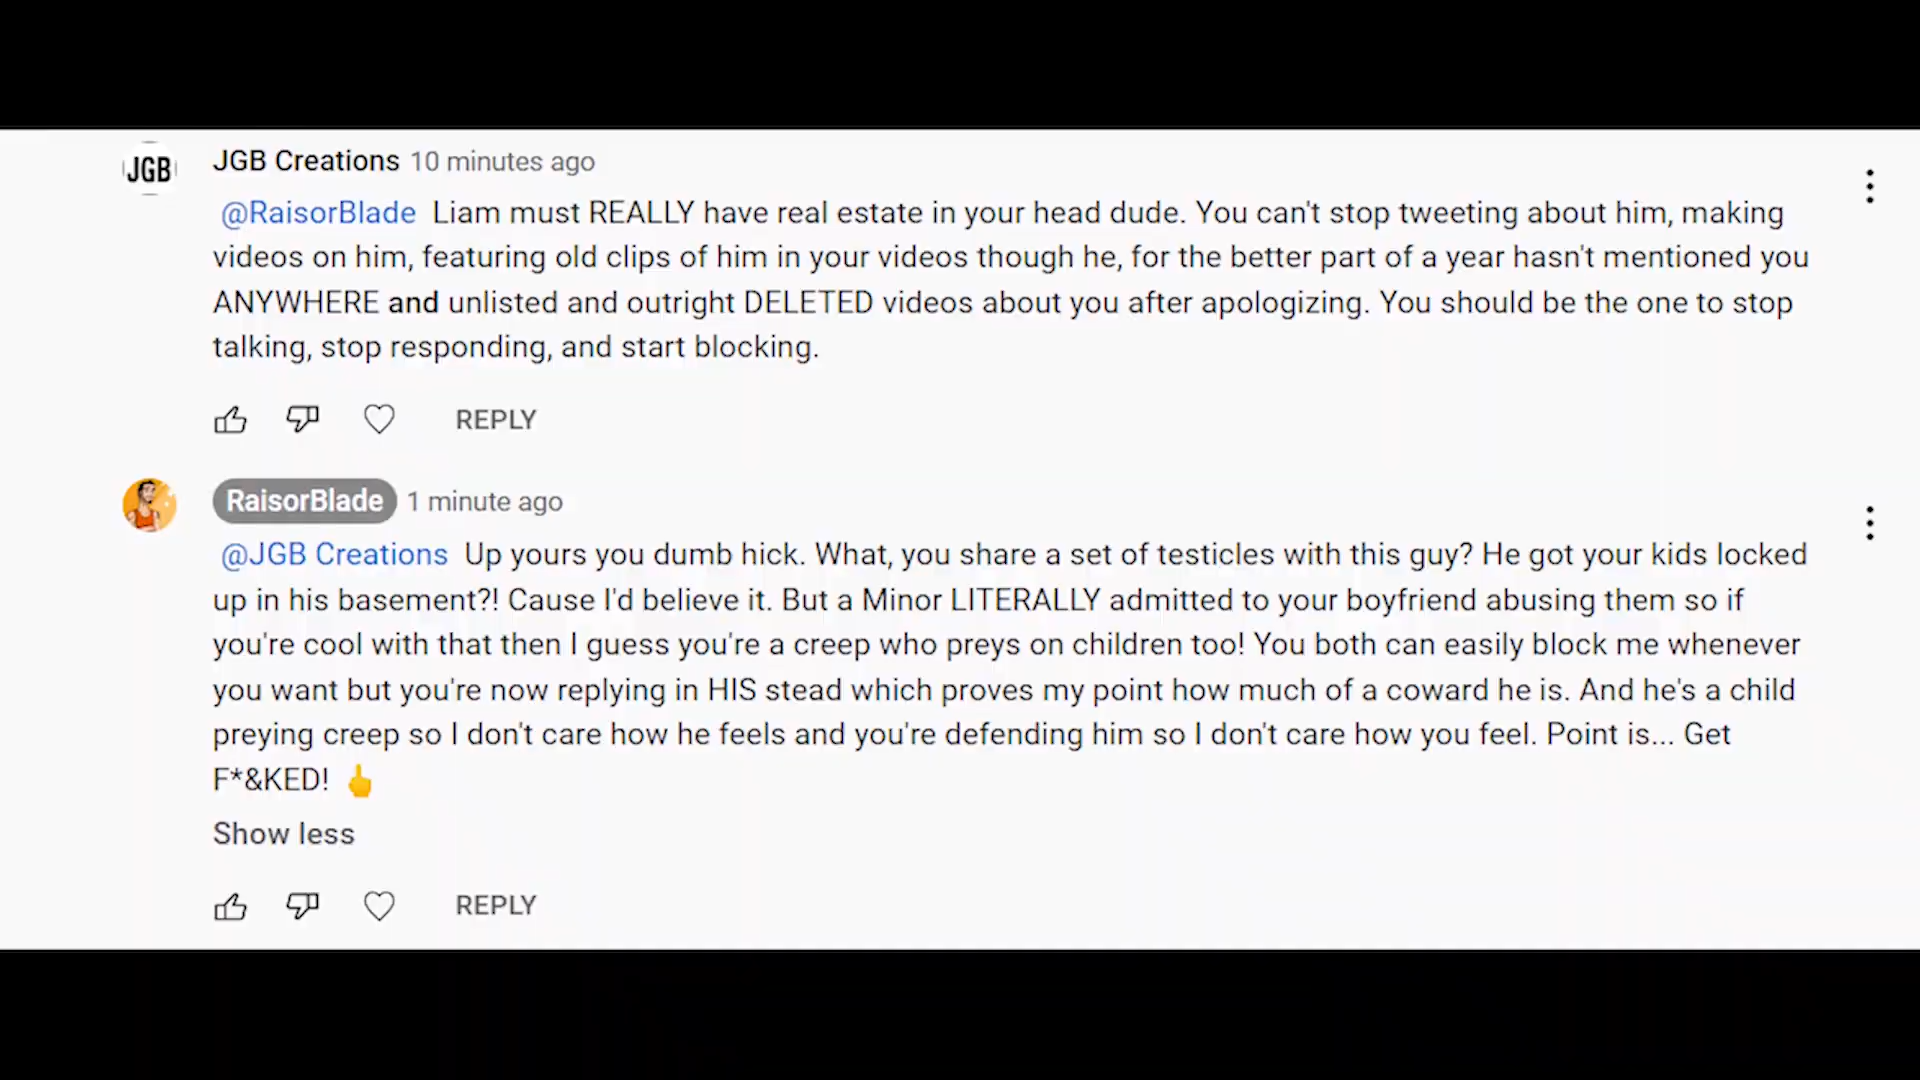 JGB
JGB Creations 10 minutes ago
@RaisorBlade Liam must REALLY have real estate in your head dude. You can't stop tweeting about him, making
videos on him, featuring old clips of him in your videos though he, for the better part of a year hasn't mentioned you
ANYWHERE and unlisted and outright DELETED videos about you after apologizing. You should be the one to stop
talking, stop responding, and start blocking.
REPLY
RaisorBlade 1 minute ago
@JGB Creations Up yours you dumb hick. What, you share a set of testicles with this guy? He got your kids locked
up in his basement?! Cause I'd believe it. But a Minor LITERALLY admitted to your boyfriend abusing them so if
you're cool with that then I guess you're a creep who preys on children too! You both can easily block me whenever
you want but you're now replying in HIS stead which proves my point how much of a coward he is. And he's a child
preying creep so I don't care how he feels and you're defending him so I don't care how you feel. Point is... Get
F*&KED! 🖕
Show less
REPLY